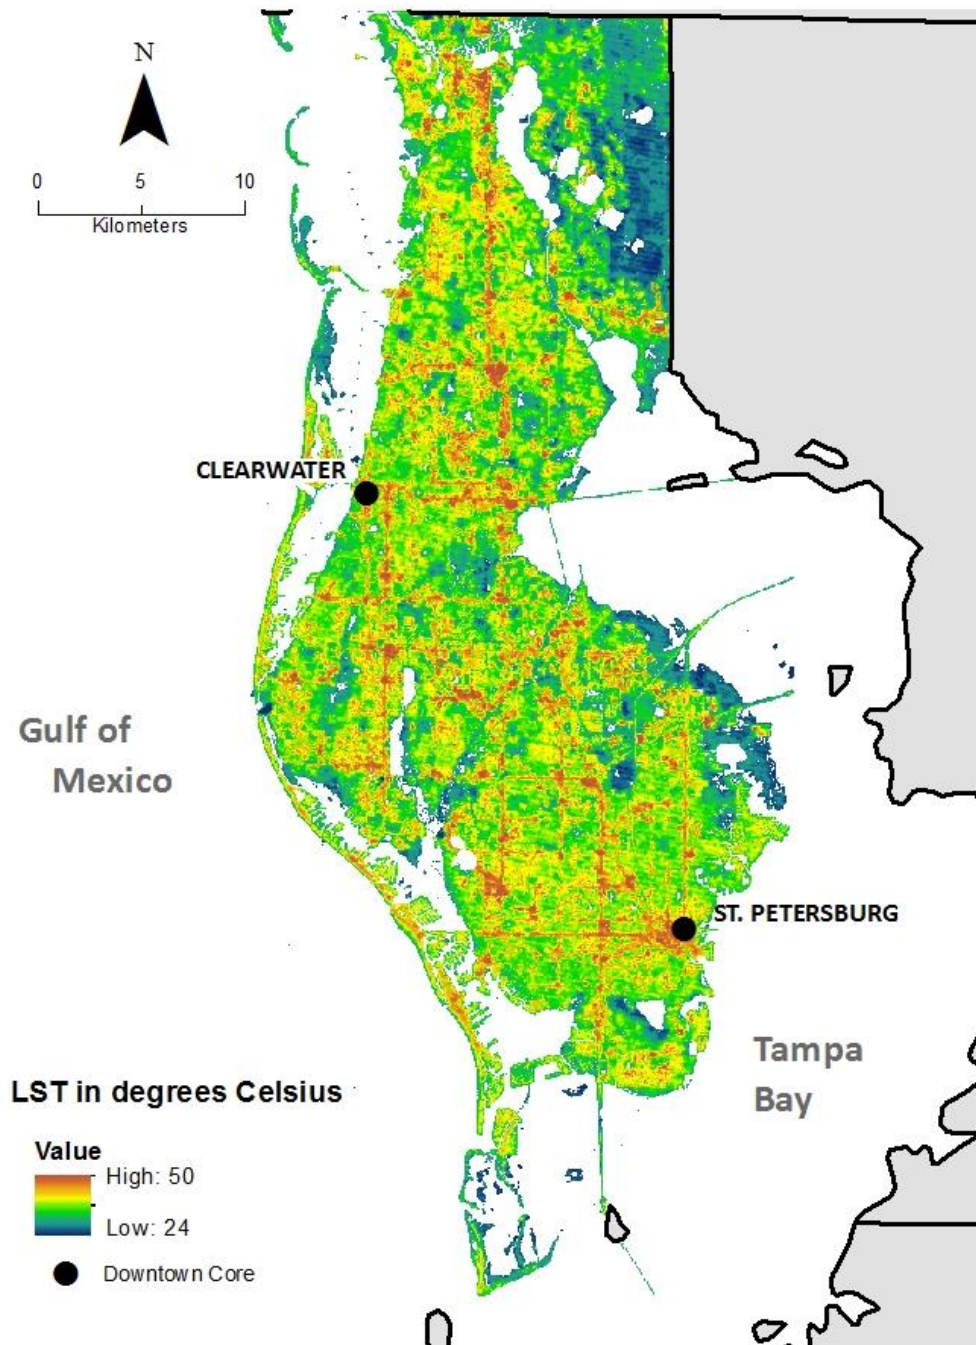 N
0 5 10
Kilometers
CLEARWATER
Gulf of
Mexico
ST. PETERSBURG
Tampa
Bay
LST in degrees Celsius
Value
High: 50
Low: 24
Downtown Core